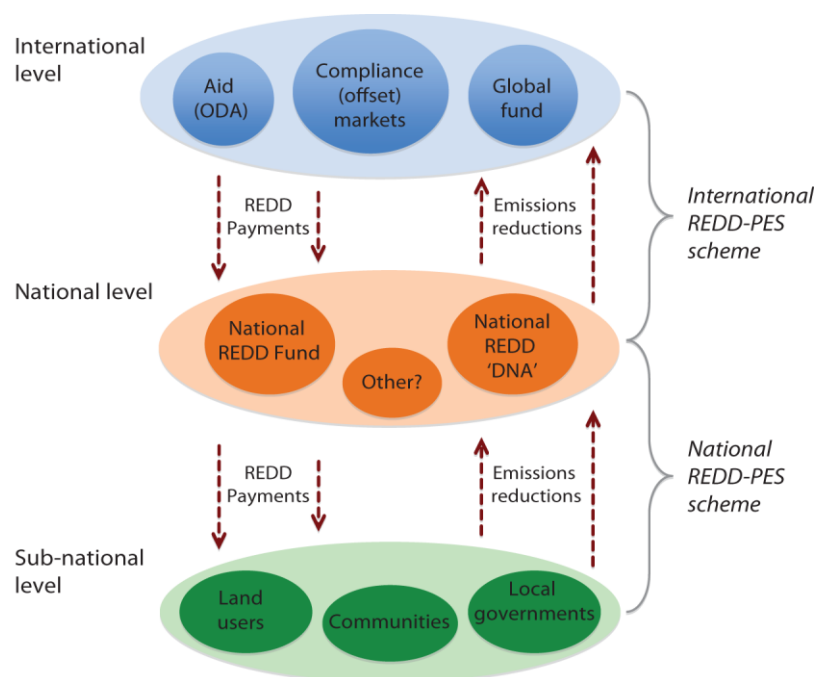 International
level
Aid
(ODA)
Compliance
(offset)
markets
Global
fund
REDD
Payments
Emissions
reductions
International
REDD-PES
scheme
National level
National
REDD Fund
Other?
National
REDD
‘DNA’
REDD
Payments
Emissions
reductions
National
REDD-PES
scheme
Sub-national
level
Land
users
Communities
Local
governments